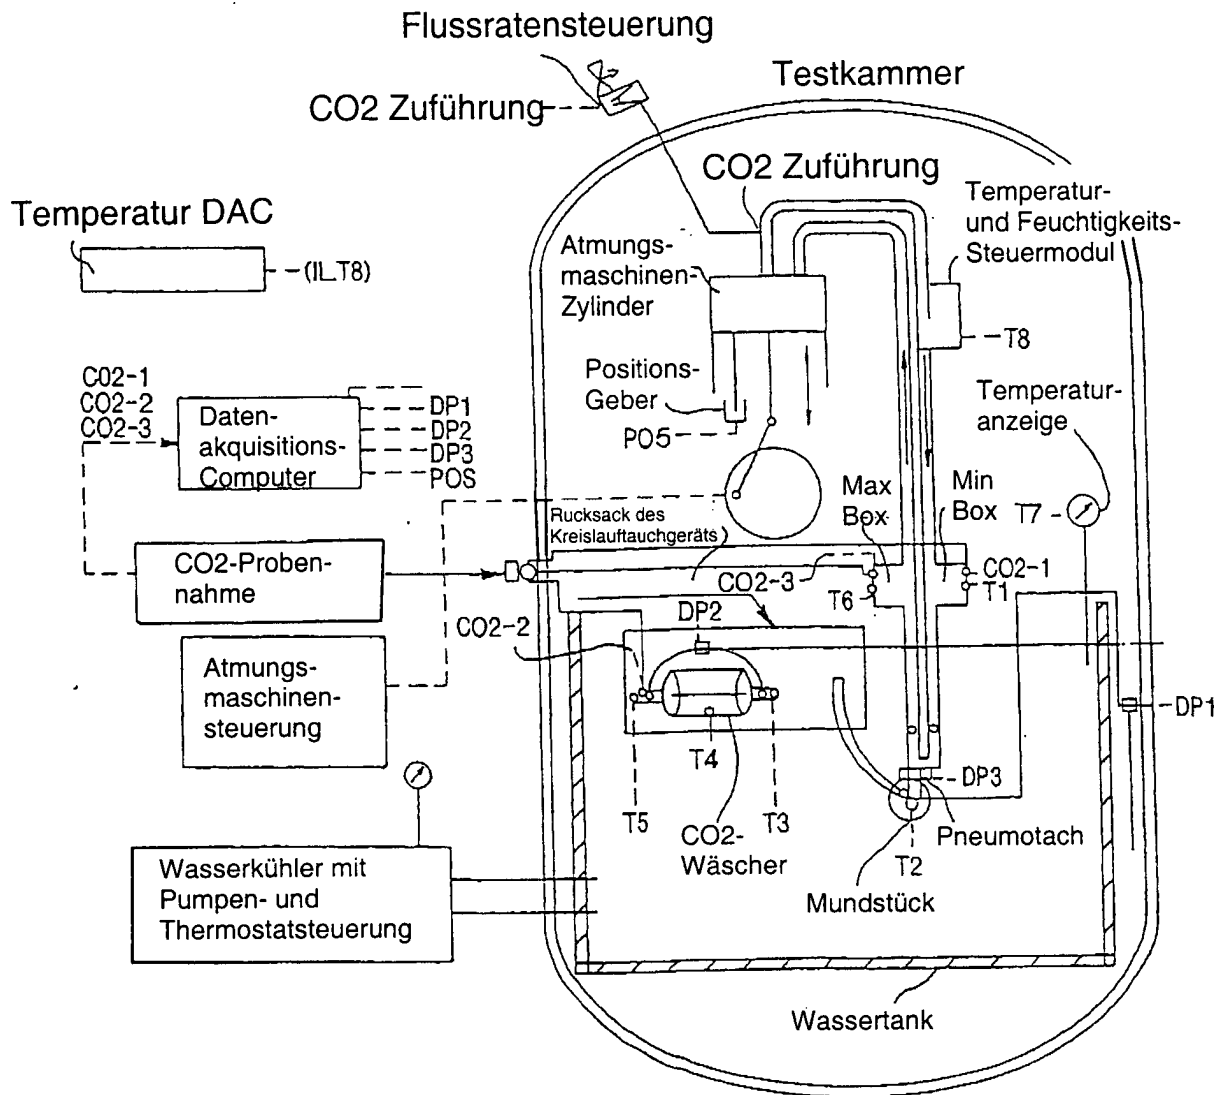 Flussratensteuerung
Testkammer
CO2 Zuführung
CO2 Zuführung
Temperatur DAC
(IL_T8)
Temperatur-
und Feuchtigkeits-
Steuermodul
Atmungs-
maschinen-
Zylinder
T8
Positions-
Geber
PO5
Temperatur-
anzeige
CO2-1
CO2-2
CO2-3
Daten-
akquisitions-
Computer
DP1
DP2
DP3
POS
Max
Box
Min
Box
T7
Rucksack des
Kreislauftauchgeräts
CO2-Proben-
nahme
CO2-3
CO2-1
T6
T1
DP2
CO2-2
Atmungs-
maschinen-
steuerung
DP1
T4
DP3
T5
CO2-
Wäscher
T3
Pneumotach
T2
Mundstück
Wasserkühler mit
Pumpen- und
Thermostatsteuerung
Wassertank